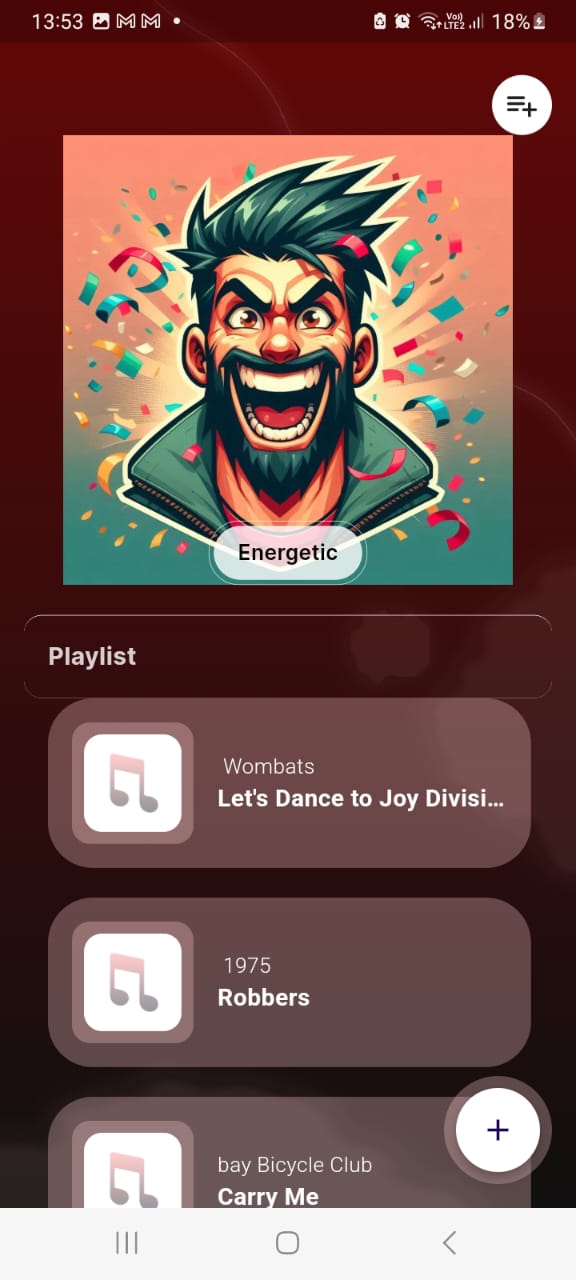 13:53
Vo)) LTE2 18%
Energetic
Playlist
Wombats
Let's Dance to Joy Divisi...
1975
Robbers
bay Bicycle Club
Carry Me